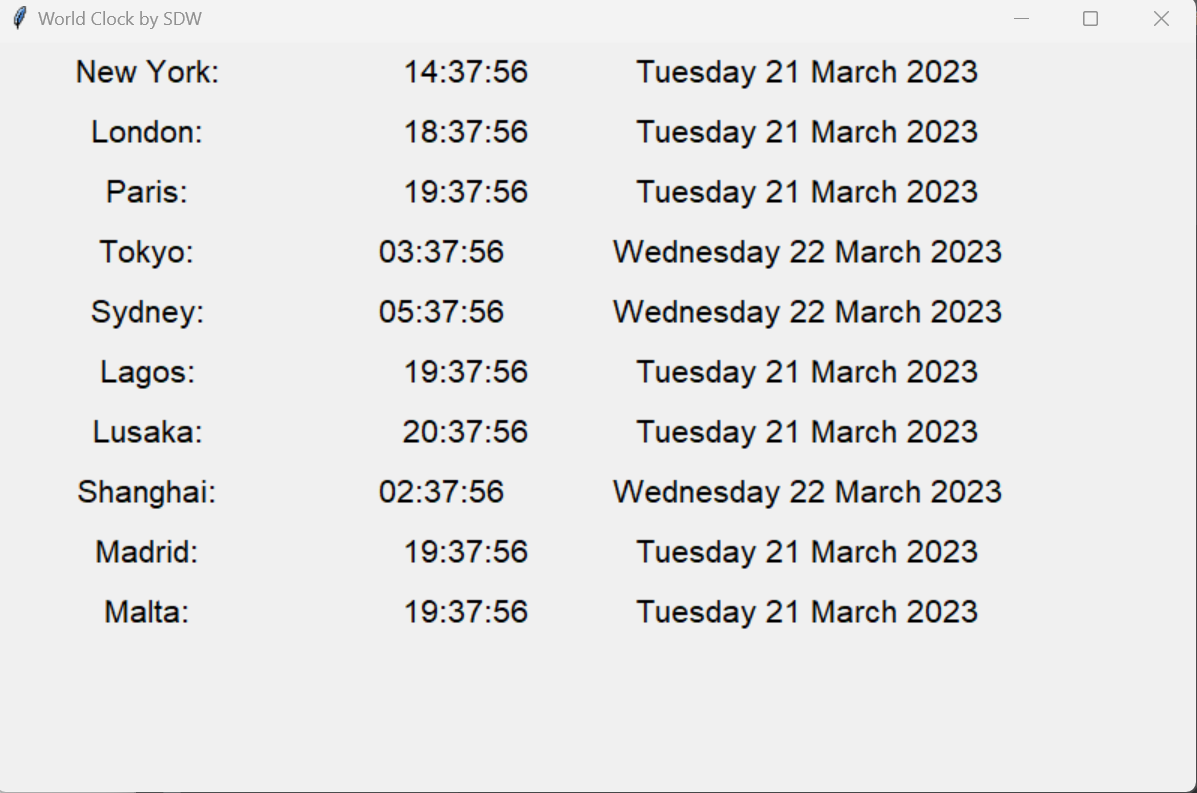 World Clock by SDW
New York: 14:37:56 Tuesday 21 March 2023
London: 18:37:56 Tuesday 21 March 2023
Paris: 19:37:56 Tuesday 21 March 2023
Tokyo: 03:37:56 Wednesday 22 March 2023
Sydney: 05:37:56 Wednesday 22 March 2023
Lagos: 19:37:56 Tuesday 21 March 2023
Lusaka: 20:37:56 Tuesday 21 March 2023
Shanghai: 02:37:56 Wednesday 22 March 2023
Madrid: 19:37:56 Tuesday 21 March 2023
Malta: 19:37:56 Tuesday 21 March 2023